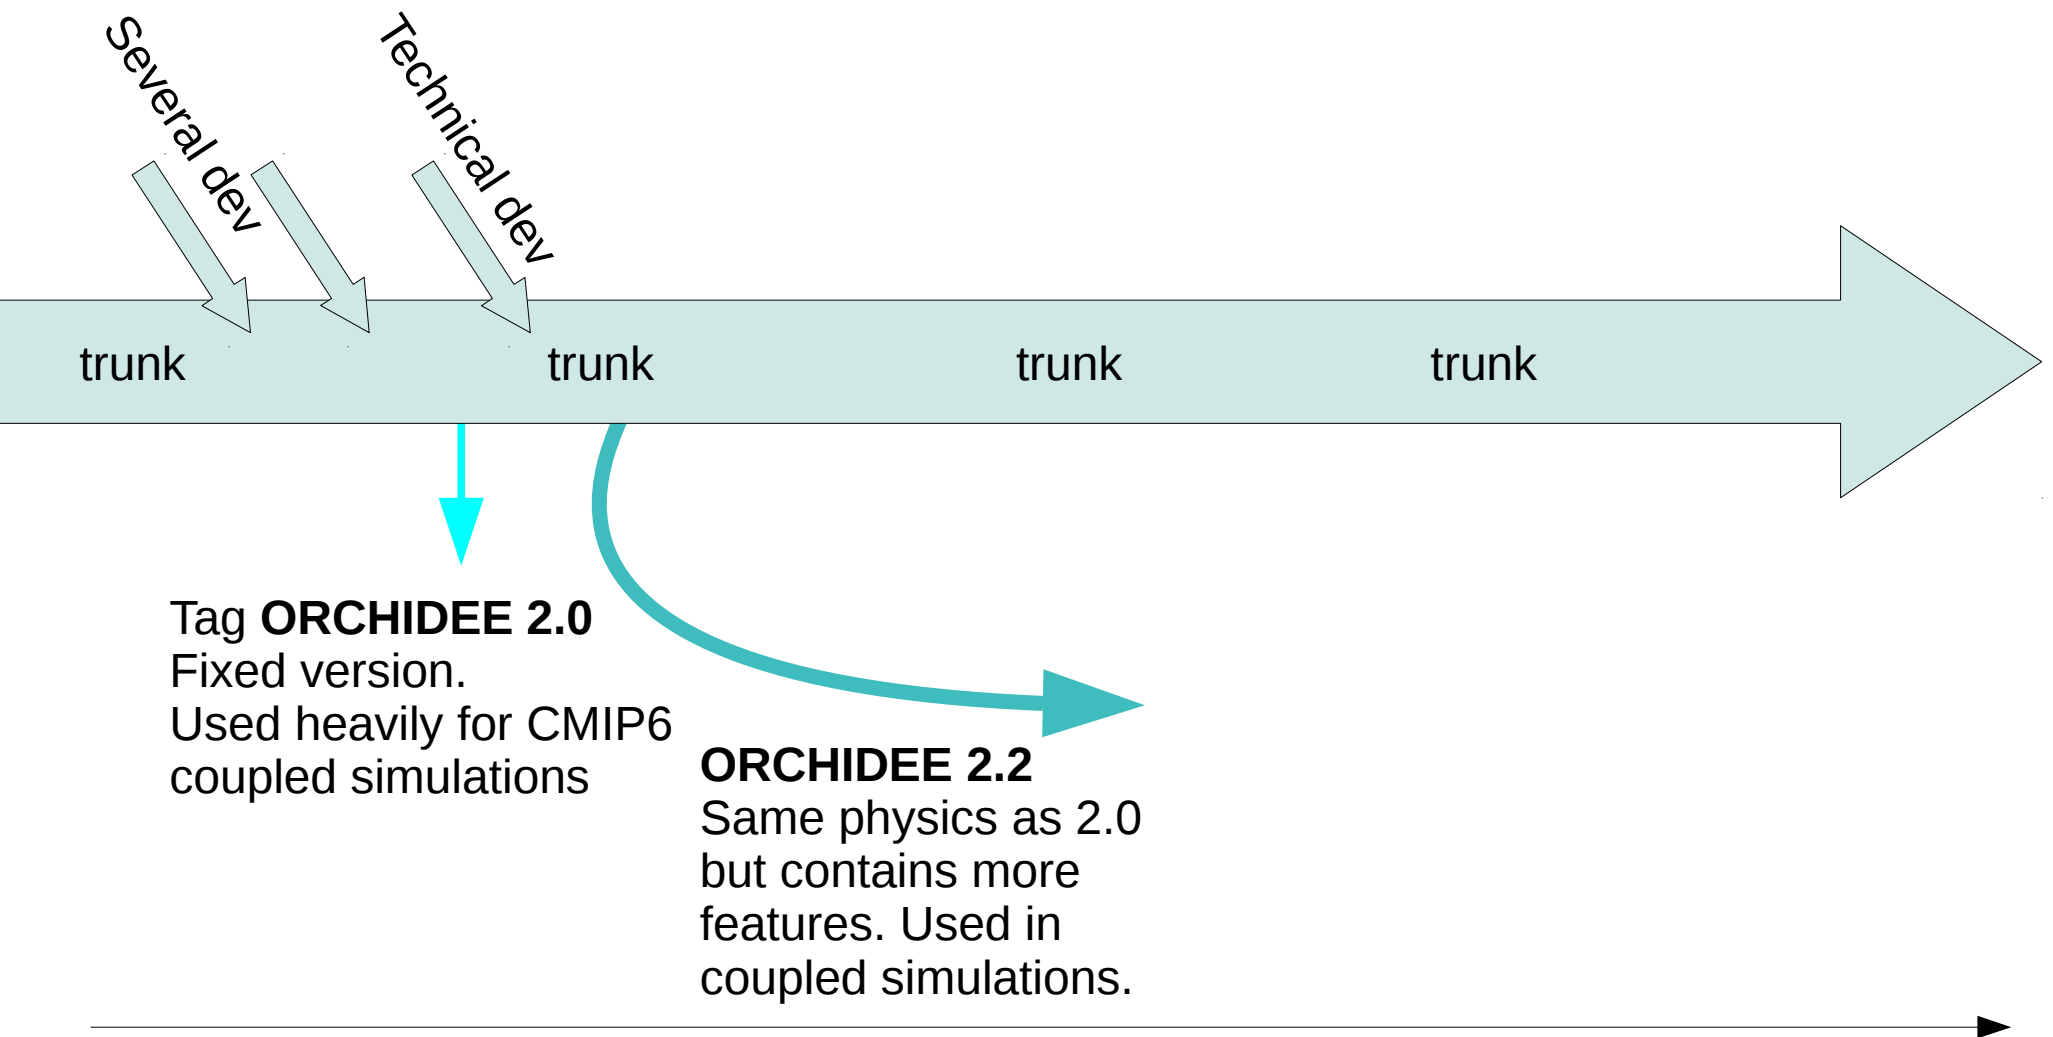 Several dev
Technical dev
trunk
trunk
trunk
trunk
Tag ORCHIDEE 2.0
Fixed version.
Used heavily for CMIP6
coupled simulations
ORCHIDEE 2.2
Same physics as 2.0
but contains more
features. Used in
coupled simulations.